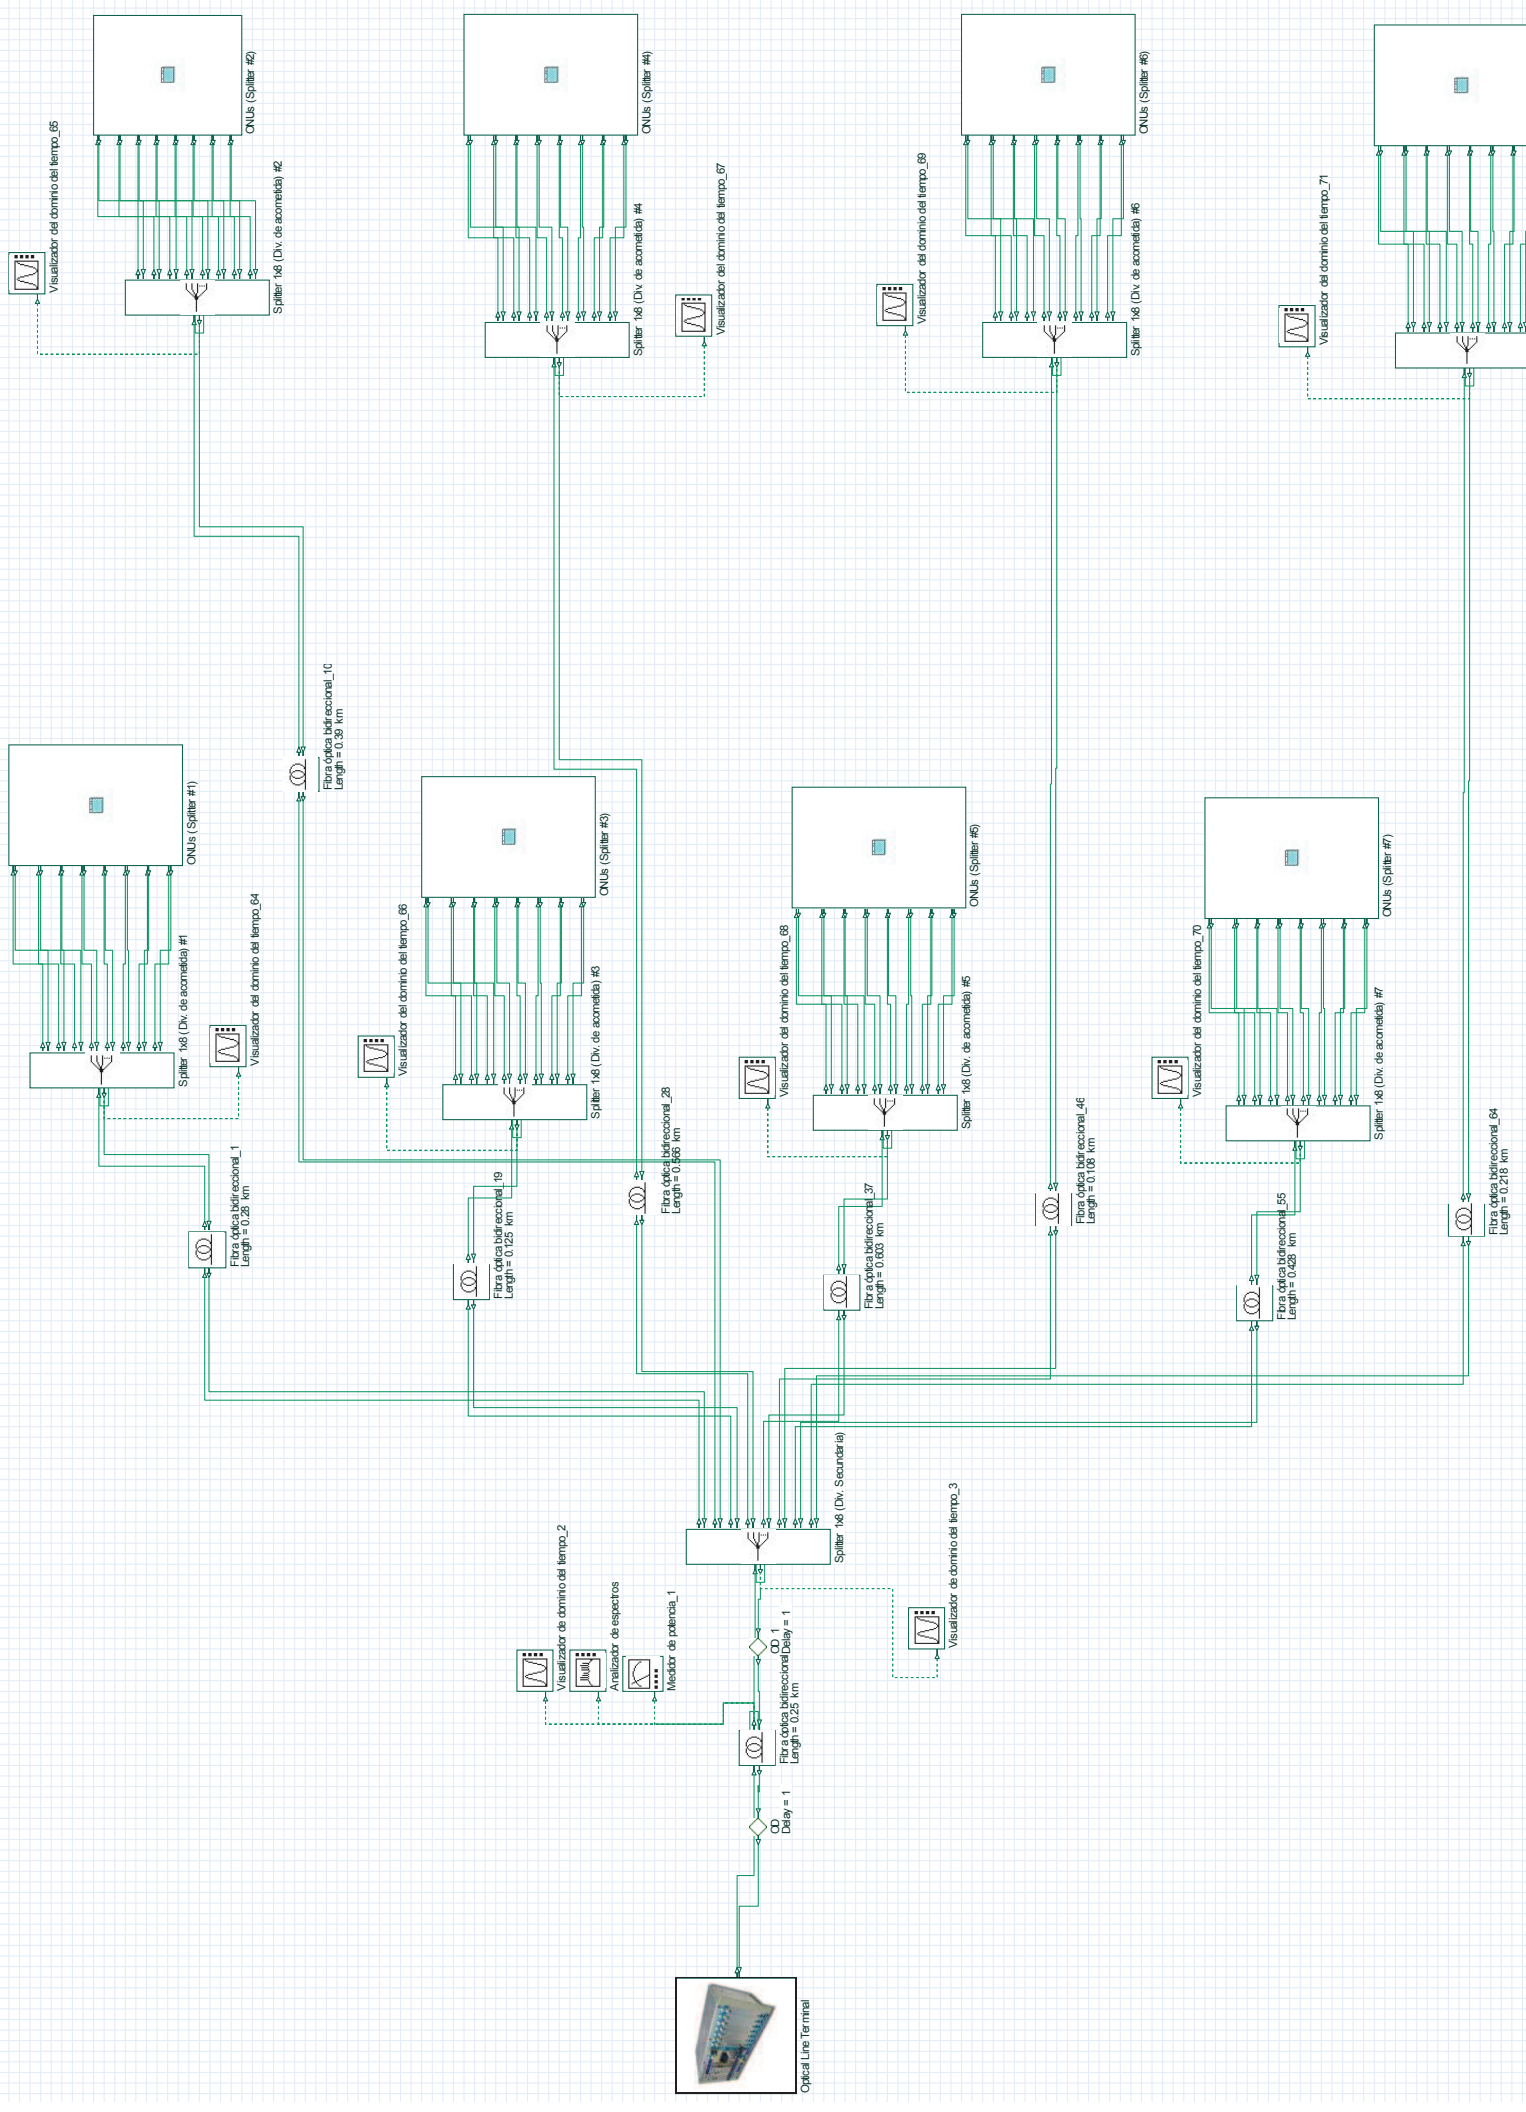 ONUs (Splitter #2)
Visualizador del dominio del tiempo_65
Splitter 1x8 (Div. de acometida) #2
ONUs (Splitter #4)
Visualizador del dominio del tiempo_67
Splitter 1x8 (Div. de acometida) #4
ONUs (Splitter #6)
Visualizador del dominio del tiempo_69
Splitter 1x8 (Div. de acometida) #6
Visualizador del dominio del tiempo_71
Fibra óptica bidireccional_10
Length = 0.39 km
ONUs (Splitter #1)
Visualizador del dominio del tiempo_64
Splitter 1x8 (Div. de acometida) #1
Fibra óptica bidireccional_1
Length = 0.28 km
ONUs (Splitter #3)
Visualizador del dominio del tiempo_66
Splitter 1x8 (Div. de acometida) #3
Fibra óptica bidireccional_19
Length = 0.125 km
Fibra óptica bidireccional_28
Length = 0.566 km
ONUs (Splitter #5)
Visualizador del dominio del tiempo_68
Splitter 1x8 (Div. de acometida) #5
Fibra óptica bidireccional_37
Length = 0.603 km
Fibra óptica bidireccional_46
Length = 0.108 km
ONUs (Splitter #7)
Visualizador del dominio del tiempo_70
Splitter 1x8 (Div. de acometida) #7
Fibra óptica bidireccional_55
Length = 0.428 km
Fibra óptica bidireccional_64
Length = 0.218 km
Splitter 1x8 (Div. Secundaria)
Visualizador de dominio del tiempo_2
Analizador de espectros
Medidor de potencia_1
Visualizador de dominio del tiempo_3
OD_1
Delay = 1
Fibra óptica bidireccional
Length = 0.25 km
OD
Delay = 1
Optical Line Terminal